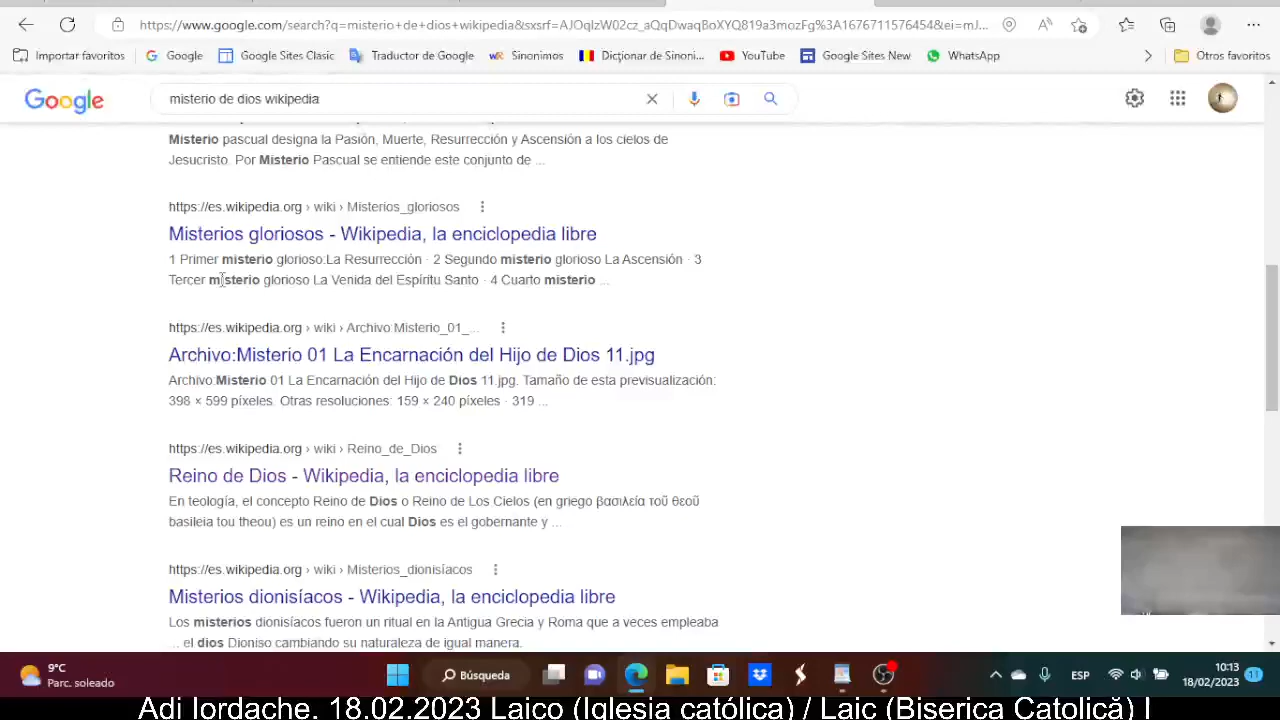 https://www.google.com/search?q=misterio+de+dios+wikipedia&sxsrf=AJOqlzW02cz_aQqDwaqBoXYQ819a3mozFg%3A1676711576454&ei=mJ...
Importar favoritos
Google
Google Sites Clasic
Traductor de Google
Sinonimos
Dicționar de Sinoni...
YouTube
Google Sites New
WhatsApp
Otros favoritos
Google
misterio de dios wikipedia
Misterio pascual designa la Pasión, Muerte, Resurrección y Ascensión a los cielos de
Jesucristo. Por Misterio Pascual se entiende este conjunto de ...
https://es.wikipedia.org › wiki › Misterios_gloriosos
Misterios gloriosos - Wikipedia, la enciclopedia libre
1 Primer misterio glorioso:La Resurrección · 2 Segundo misterio glorioso La Ascensión · 3
Tercer misterio glorioso La Venida del Espíritu Santo · 4 Cuarto misterio ...
https://es.wikipedia.org › wiki › Archivo:Misterio_01_...
Archivo:Misterio 01 La Encarnación del Hijo de Dios 11.jpg
Archivo:Misterio 01 La Encarnación del Hijo de Dios 11.jpg. Tamaño de esta previsualización:
398 × 599 píxeles. Otras resoluciones: 159 × 240 píxeles · 319 ...
https://es.wikipedia.org › wiki › Reino_de_Dios
Reino de Dios - Wikipedia, la enciclopedia libre
En teología, el concepto Reino de Dios o Reino de Los Cielos (en griego βασιλεία τοῦ θεοῦ
basileia tou theou) es un reino en el cual Dios es el gobernante y ...
https://es.wikipedia.org › wiki › Misterios_dionisíacos
Misterios dionisíacos - Wikipedia, la enciclopedia libre
Los misterios dionisíacos fueron un ritual en la Antigua Grecia y Roma que a veces empleaba
... el dios Dioniso cambiando su naturaleza de igual manera.
9°C
Parc. soleado
Búsqueda
ESP
10:13
18/02/2023
11
Adi Iordache. 18.02.2023 Laico (Iglesia católica) / Laic (Biserica Catolică) I